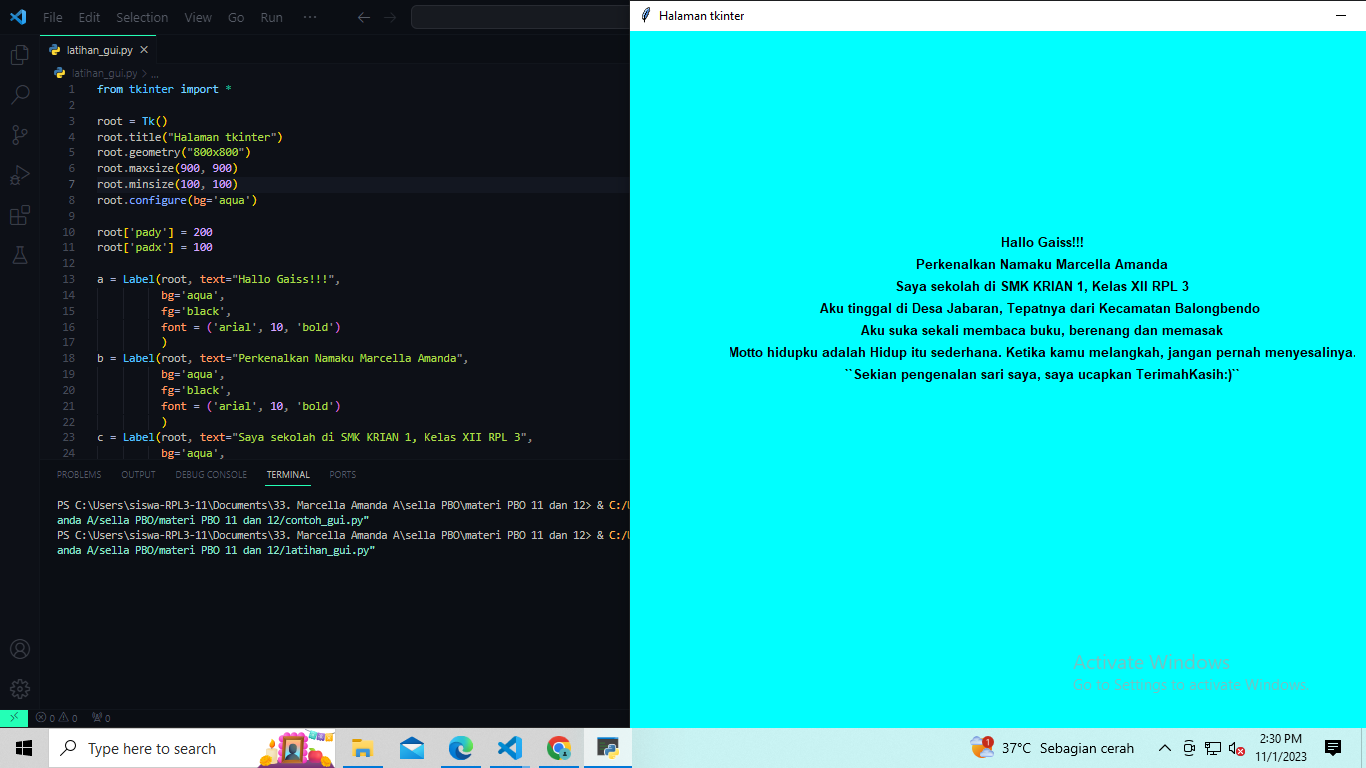 File Edit Selection View Go Run ···
latihan_gui.py
latihan_gui.py > ...
1 from tkinter import *
2
3 root = Tk()
4 root.title("Halaman tkinter")
5 root.geometry("800x800")
6 root.maxsize(900, 900)
7 root.minsize(100, 100)
8 root.configure(bg='aqua')
9
10 root['pady'] = 200
11 root['padx'] = 100
12
13 a = Label(root, text="Hallo Gaiss!!!",
14 bg='aqua',
15 fg='black',
16 font = ('arial', 10, 'bold')
17 )
18 b = Label(root, text="Perkenalkan Namaku Marcella Amanda",
19 bg='aqua',
20 fg='black',
21 font = ('arial', 10, 'bold')
22 )
23 c = Label(root, text="Saya sekolah di SMK KRIAN 1, Kelas XII RPL 3",
24 bg='aqua',
PROBLEMS OUTPUT DEBUG CONSOLE TERMINAL PORTS
PS C:\Users\siswa-RPL3-11\Documents\33. Marcella Amanda A\sella PBO\materi PBO 11 dan 12> & C:/
anda A/sella PBO/materi PBO 11 dan 12/contoh_gui.py"
PS C:\Users\siswa-RPL3-11\Documents\33. Marcella Amanda A\sella PBO\materi PBO 11 dan 12> & C:/
anda A/sella PBO/materi PBO 11 dan 12/latihan_gui.py"
0 0 0
Halaman tkinter
Hallo Gaiss!!!
Perkenalkan Namaku Marcella Amanda
Saya sekolah di SMK KRIAN 1, Kelas XII RPL 3
Aku tinggal di Desa Jabaran, Tepatnya dari Kecamatan Balongbendo
Aku suka sekali membaca buku, berenang dan memasak
Motto hidupku adalah Hidup itu sederhana. Ketika kamu melangkah, jangan pernah menyesalinya.
``Sekian pengenalan sari saya, saya ucapkan TerimahKasih:)``
Activate Windows
Go to Settings to activate Windows.
Type here to search
1
37°C Sebagian cerah
2:30 PM
11/1/2023